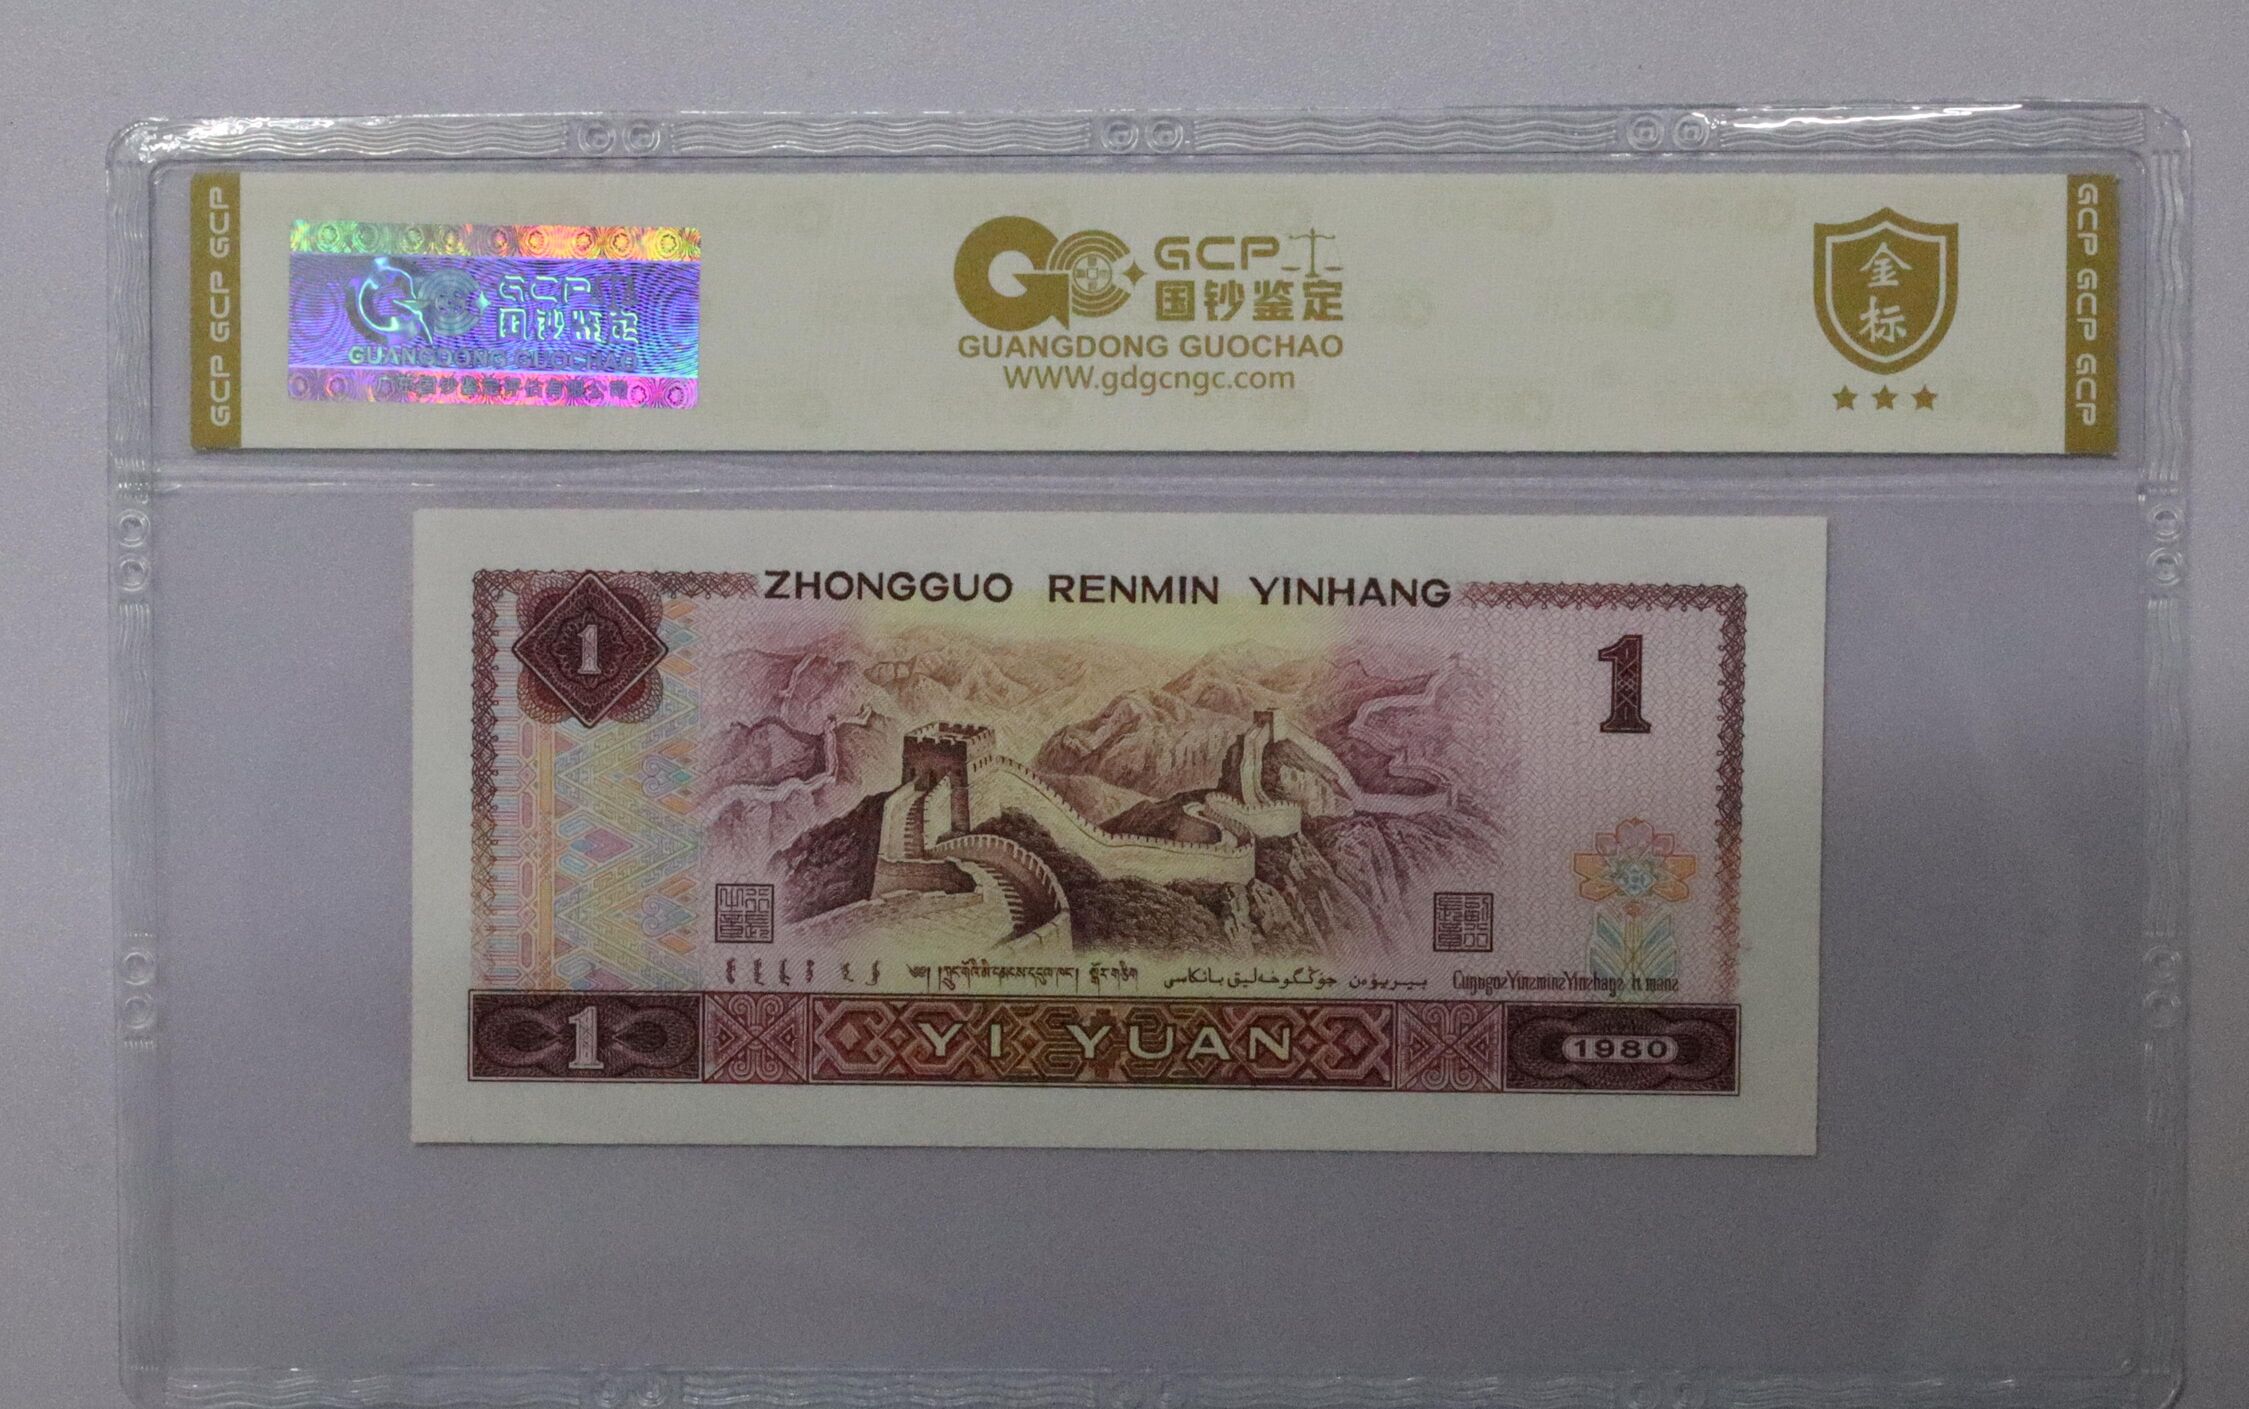 GCP GCP GCP
GCP
国钞鉴定
GUANGDONG GUOCHAO
GCP
国钞鉴定
GUANGDONG GUOCHAO
WWW.gdgcngc.com
金
标
GCP GCP GCP
ZHONGGUO RENMIN YINHANG
1
1
1
YI YUAN
1980